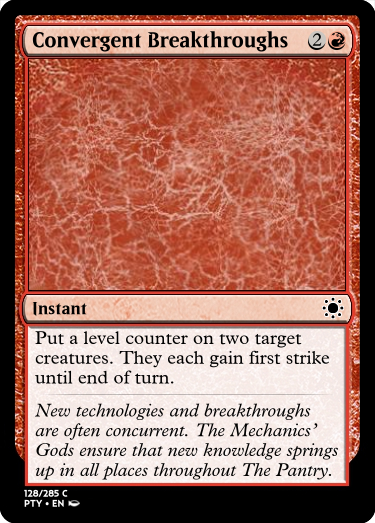 Convergent Breakthroughs 2
Instant
Put a level counter on two target
creatures. They each gain first strike
until end of turn.
New technologies and breakthroughs
are often concurrent. The Mechanics'
Gods ensure that new knowledge springs
up in all places throughout The Pantry.
128/285 C
PTY • EN